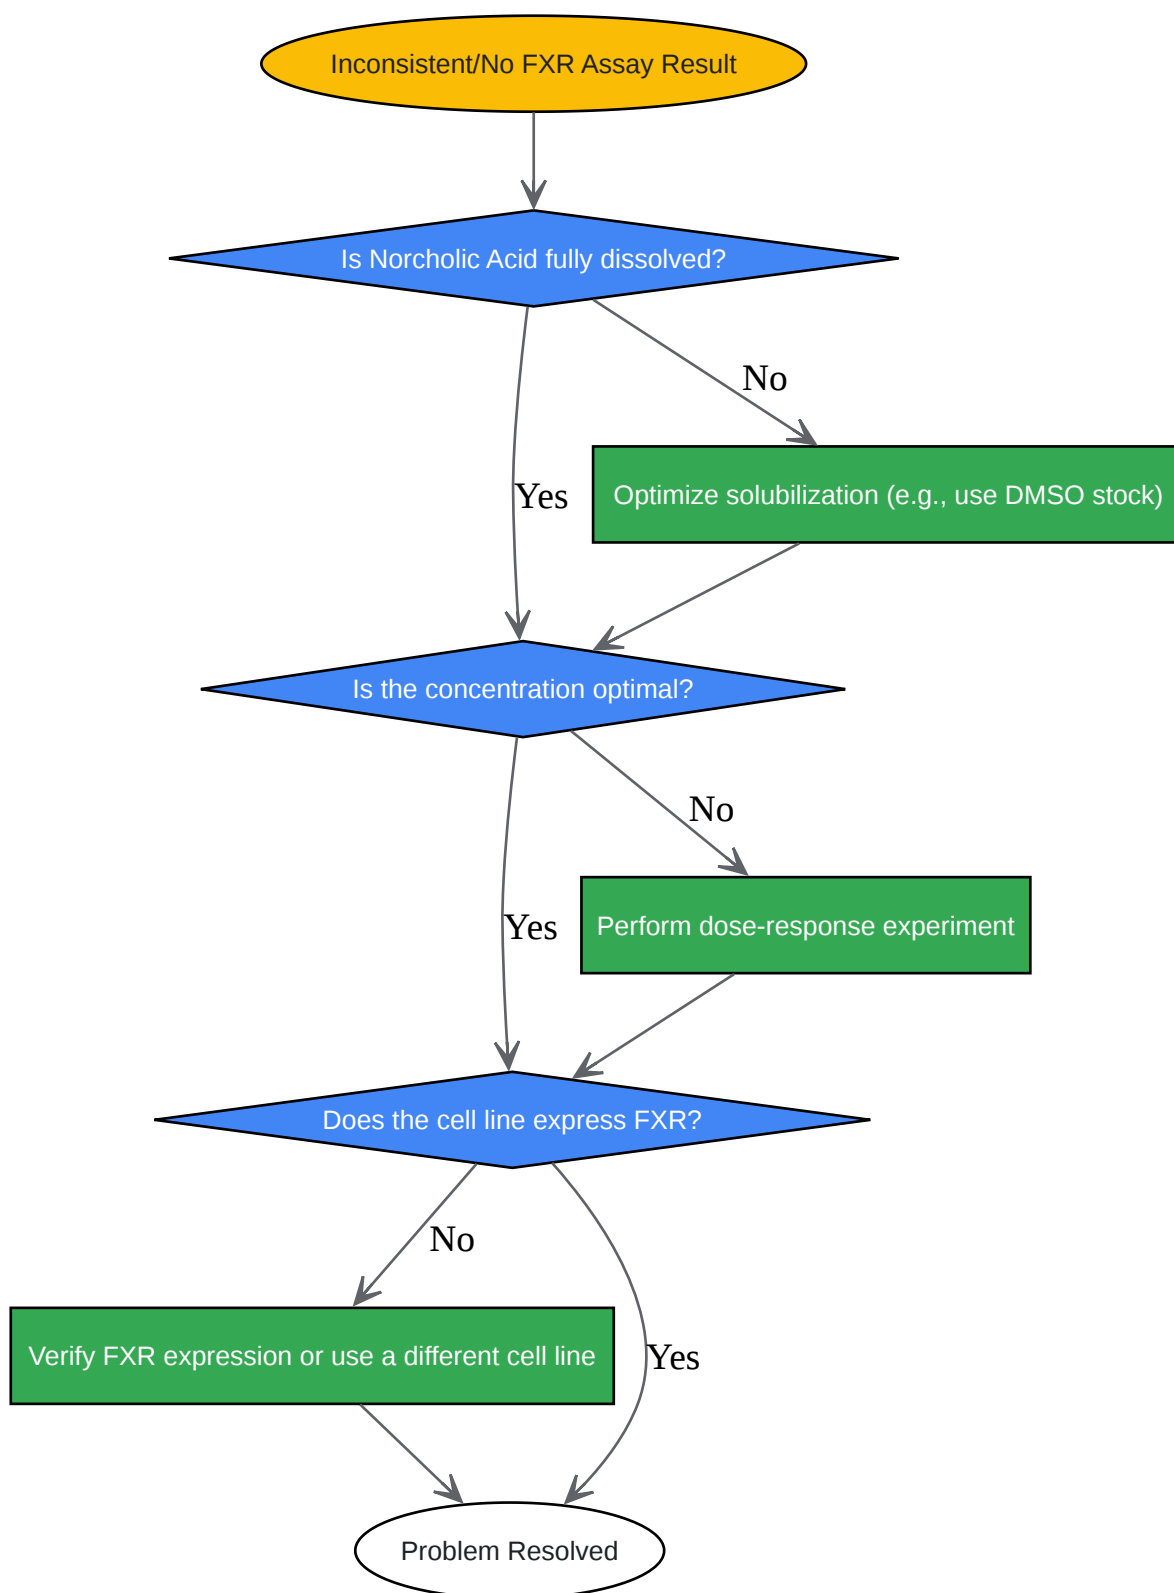 Inconsistent/No FXR Assay Result
Is Norcholic Acid fully dissolved?
No
Yes
Optimize solubilization (e.g., use DMSO stock)
Is the concentration optimal?
No
Yes
Perform dose-response experiment
Does the cell line express FXR?
No
Verify FXR expression or use a different cell line
Yes
Problem Resolved